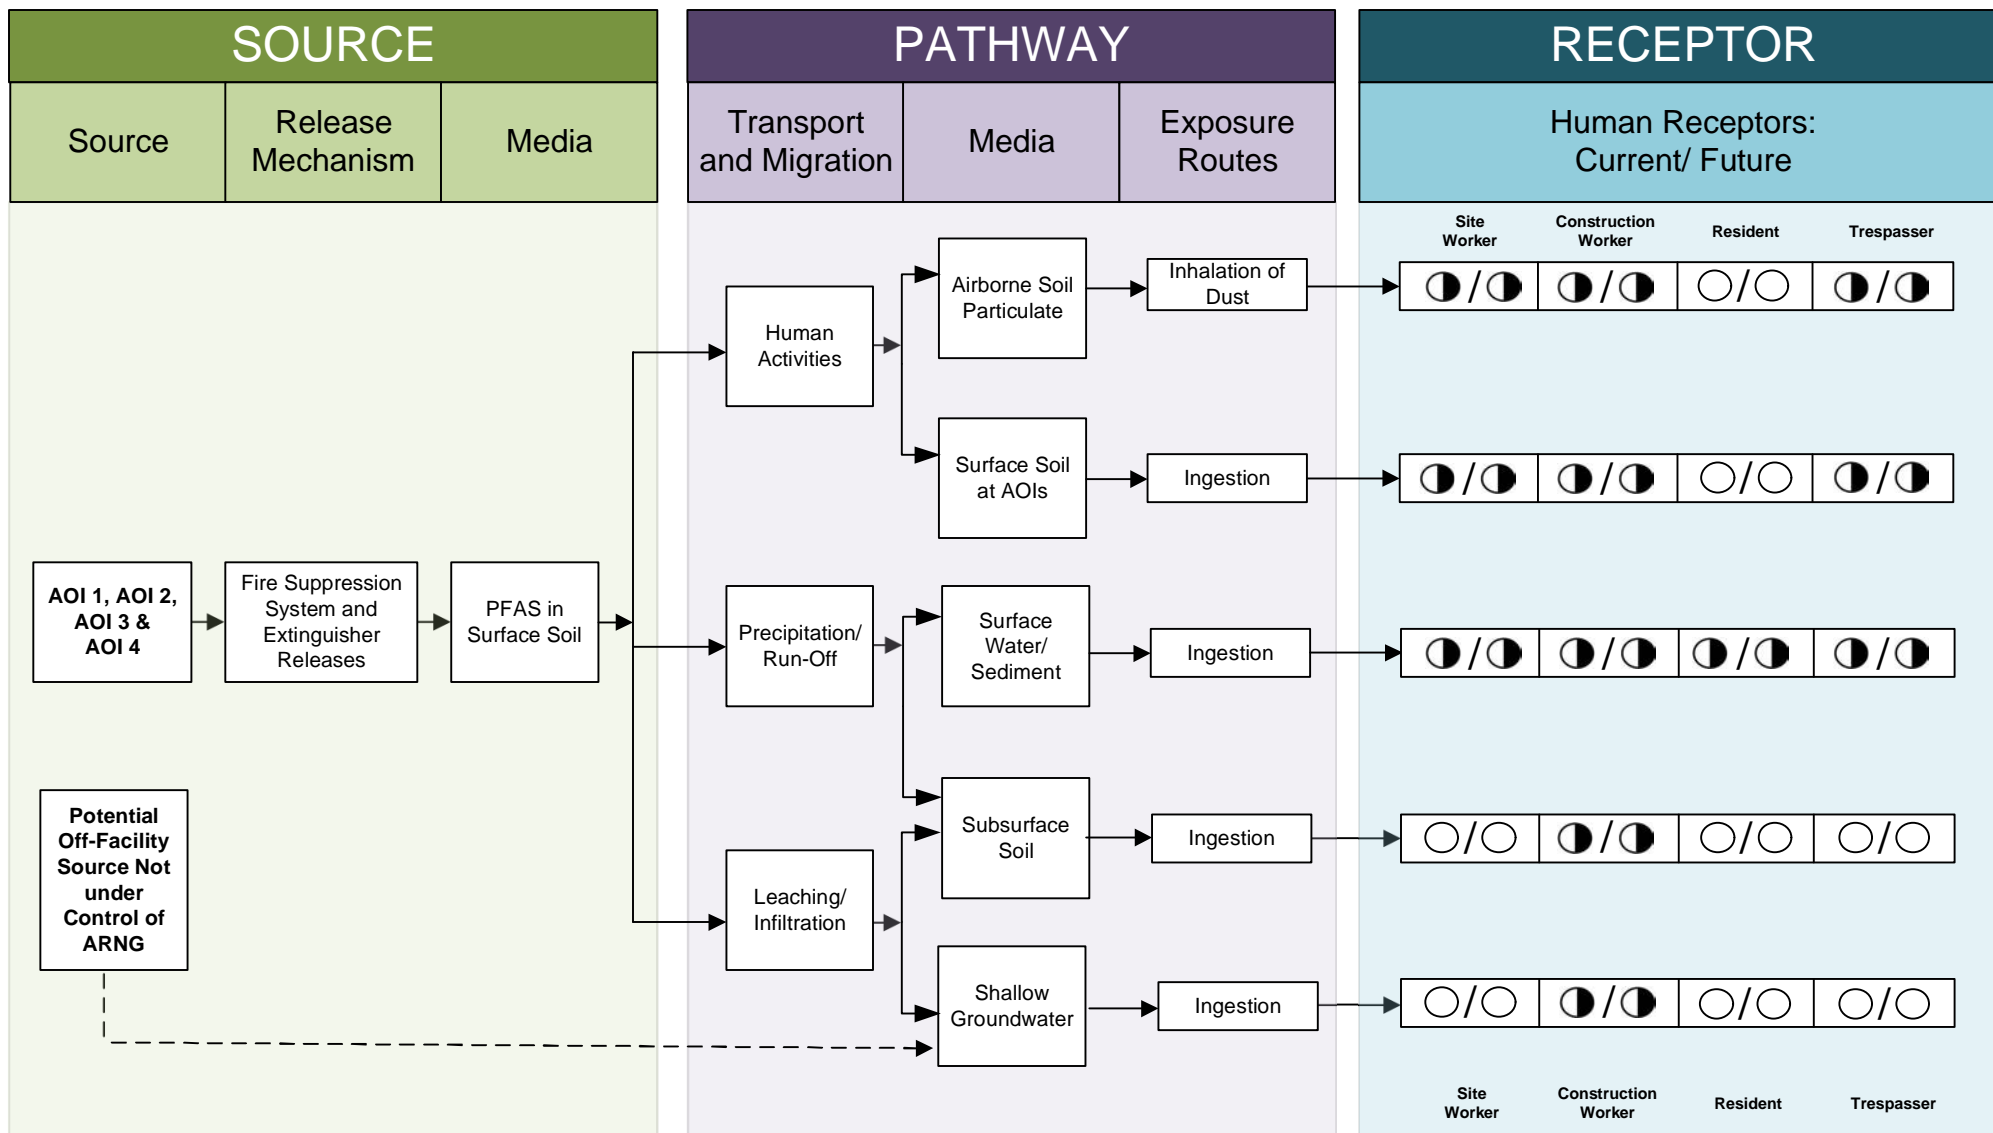 SOURCE
PATHWAY
RECEPTOR
Source
Release
Mechanism
Media
Transport
and Migration
Media
Exposure
Routes
Human Receptors:
Current/ Future
Site
Worker
Construction
Worker
Resident
Trespasser
Airborne Soil
Particulate
Inhalation of
Dust
/
/
/
/
Human
Activities
Surface Soil
at AOIs
Ingestion
/
/
/
/
AOI 1, AOI 2,
AOI 3 &
AOI 4
Fire Suppression
System and
Extinguisher
Releases
PFAS in
Surface Soil
Precipitation/
Run-Off
Surface
Water/
Sediment
Ingestion
/
/
/
/
Potential
Off-Facility
Source Not
under
Control of
ARNG
Subsurface
Soil
Ingestion
/
/
/
/
Leaching/
Infiltration
Shallow
Groundwater
Ingestion
/
/
/
/
Site
Worker
Construction
Worker
Resident
Trespasser